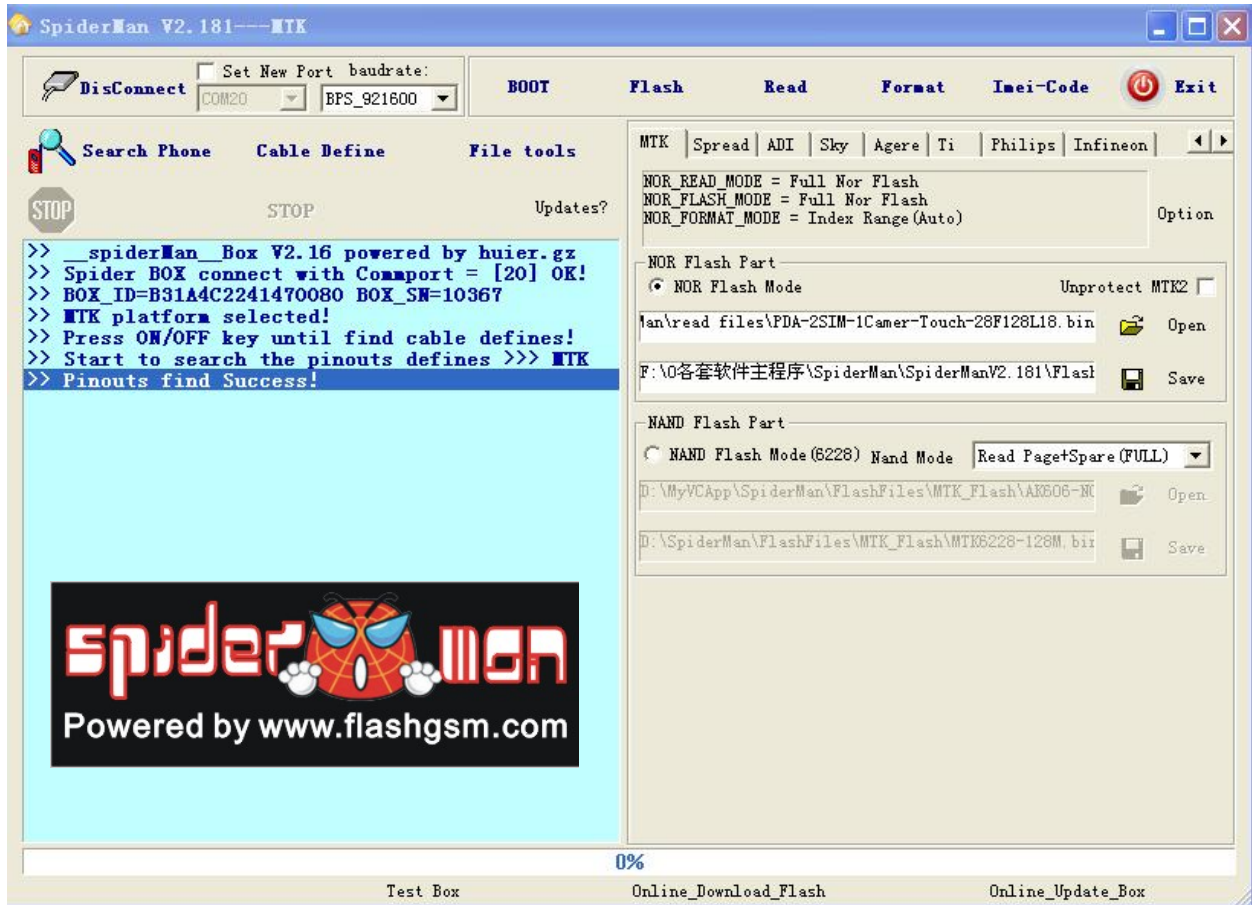 SpiderMan V2.181---MTK
DisConnect
Set New Port baudrate:
COM20 BPS_921600
BOOT Flash Read Format Imei-Code Exit
Search Phone Cable Define File tools
STOP STOP Updates?
>> __spiderMan__Box V2.16 powered by huier.gz
>> Spider BOX connect with Commport = [20] OK!
>> BOX_ID=B31A4C2241470080 BOX_SN=10367
>> MTK platform selected!
>> Press ON/OFF key until find cable defines!
>> Start to search the pinouts defines >>> MTK
>> Pinouts find Success!
spider man
Powered by www.flashgsm.com
MTK Spread ADI Sky Agere Ti Philips Infineon
NOR_READ_MODE = Full Nor Flash
NOR_FLASH_MODE = Full Nor Flash
NOR_FORMAT_MODE = Index Range(Auto)
Option
NOR Flash Part
NOR Flash Mode Unprotect MTK2
\read files\PDA-2SIM-1Camer-Touch-28F128L18.bin Open
F:\0各套软件主程序\SpiderMan\SpiderManV2.181\Flash Save
NAND Flash Part
NAND Flash Mode(6228) Nand Mode Read Page+Spare(FULL)
D:\MyVCApp\SpiderMan\FlashFiles\MTK_Flash\AK606-NO Open
D:\SpiderMan\FlashFiles\MTK_Flash\MTK6228-128M.bin Save
0%
Test Box Online_Download_Flash Online_Update_Box